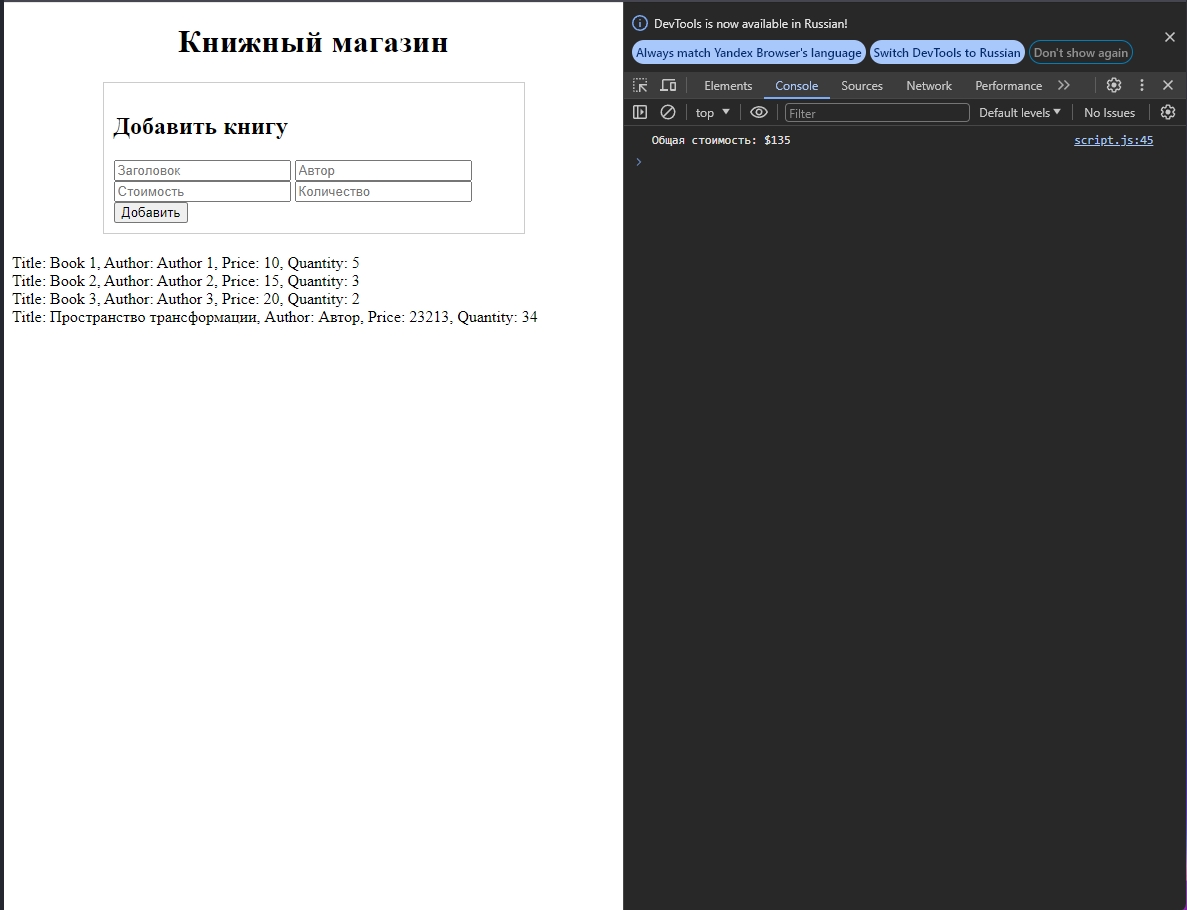 Книжный магазин
Добавить книгу
Заголовок Автор
Стоимость Количество
Добавить
Title: Book 1, Author: Author 1, Price: 10, Quantity: 5
Title: Book 2, Author: Author 2, Price: 15, Quantity: 3
Title: Book 3, Author: Author 3, Price: 20, Quantity: 2
Title: Пространство трансформации, Author: Автор, Price: 23213, Quantity: 34
DevTools is now available in Russian!
Always match Yandex Browser's language Switch DevTools to Russian Don't show again
Elements Console Sources Network Performance
top Filter Default levels No Issues
Общая стоимость: $135 script.js:45